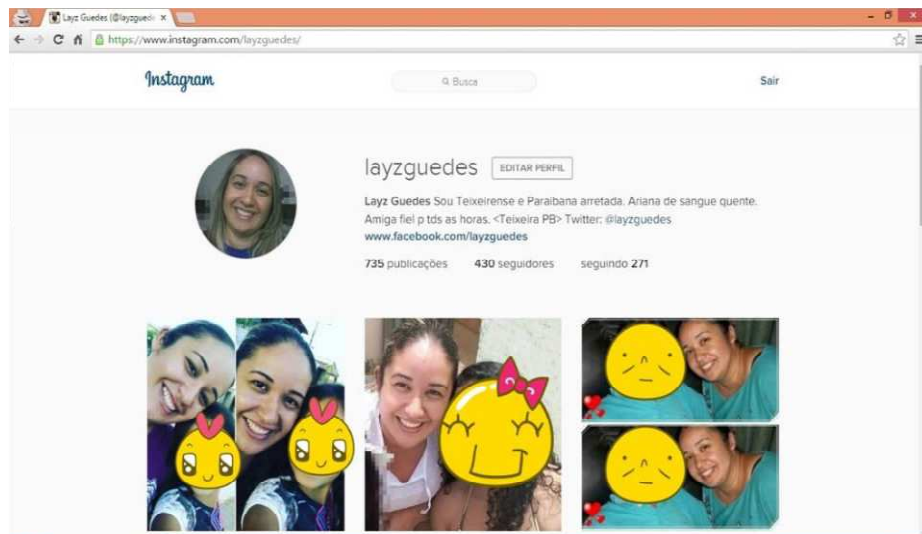 Layz Guedes (@layzguede
https://www.instagram.com/layzguedes/
Instagram
Busca
Sair
layzguedes
EDITAR PERFIL
Layz Guedes Sou Teixeirense e Paraibana arretada. Ariana de sangue quente.
Amiga fiel p tds as horas. <Teixeira PB> Twitter: @layzguedes
www.facebook.com/layzguedes
735 publicações 430 seguidores seguindo 271